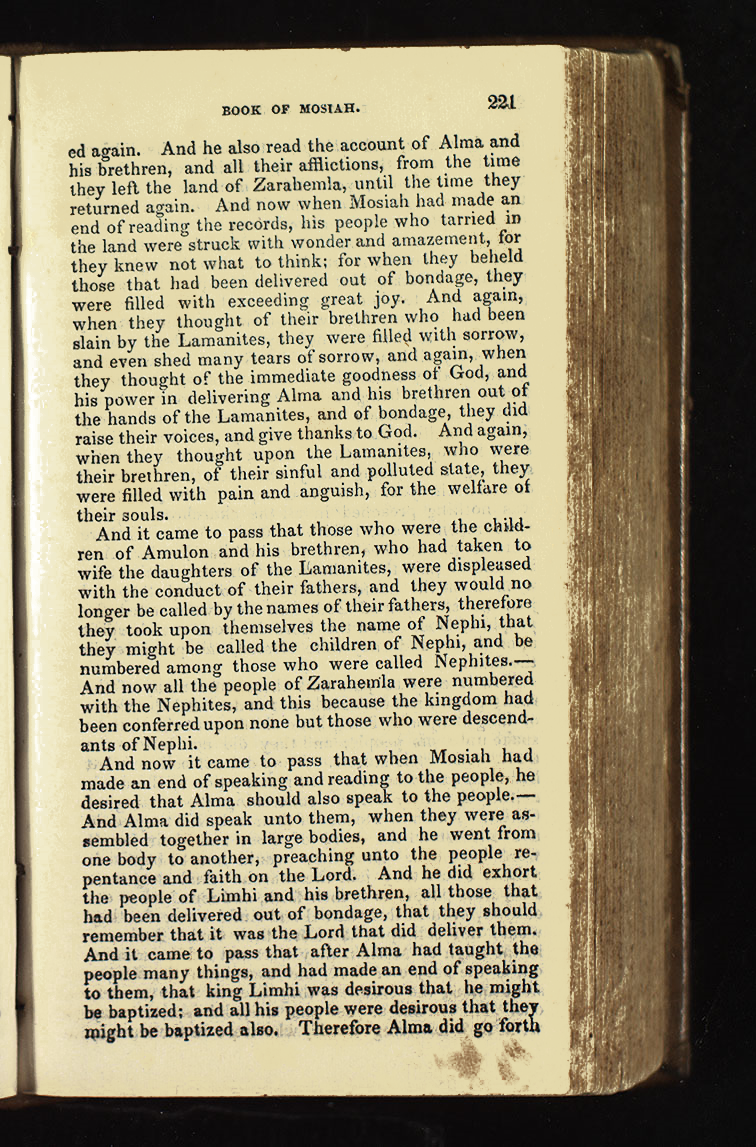 BOOK OF MOSIAH. 221
ed again. And he also read the account of Alma and
his brethren, and all their afflictions, from the time
they left the land of Zarahemla, until the time they
returned again. And now when Mosiah had made an
end of reading the records, his people who tarried in
the land were struck with wonder and amazement, for
they knew not what to think; for when they beheld
those that had been delivered out of bondage, they
were filled with exceeding great joy. And again,
when they thought of their brethren who had been
slain by the Lamanites, they were filled with sorrow,
and even shed many tears of sorrow, and again, when
they thought of the immediate goodness of God, and
his power in delivering Alma and his brethren out of
the hands of the Lamanites, and of bondage, they did
raise their voices, and give thanks to God. And again,
when they thought upon the Lamanites, who were
their brethren, of their sinful and polluted state, they
were filled with pain and anguish, for the welfare of
their souls.
And it came to pass that those who were the child-
ren of Amulon and his brethren, who had taken to
wife the daughters of the Lamanites, were displeased
with the conduct of their fathers, and they would no
longer be called by the names of their fathers, therefore
they took upon themselves the name of Nephi, that
they might be called the children of Nephi, and be
numbered among those who were called Nephites.—
And now all the people of Zarahemla were numbered
with the Nephites, and this because the kingdom had
been conferred upon none but those who were descend-
ants of Nephi.
And now it came to pass that when Mosiah had
made an end of speaking and reading to the people, he
desired that Alma should also speak to the people.—
And Alma did speak unto them, when they were as-
sembled together in large bodies, and he went from
one body to another, preaching unto the people re-
pentance and faith on the Lord. And he did exhort
the people of Limhi and his brethren, all those that
had been delivered out of bondage, that they should
remember that it was the Lord that did deliver them.
And it came to pass that after Alma had taught the
people many things, and had made an end of speaking
to them, that king Limhi was desirous that he might
be baptized; and all his people were desirous that they
might be baptized also. Therefore Alma did go forth